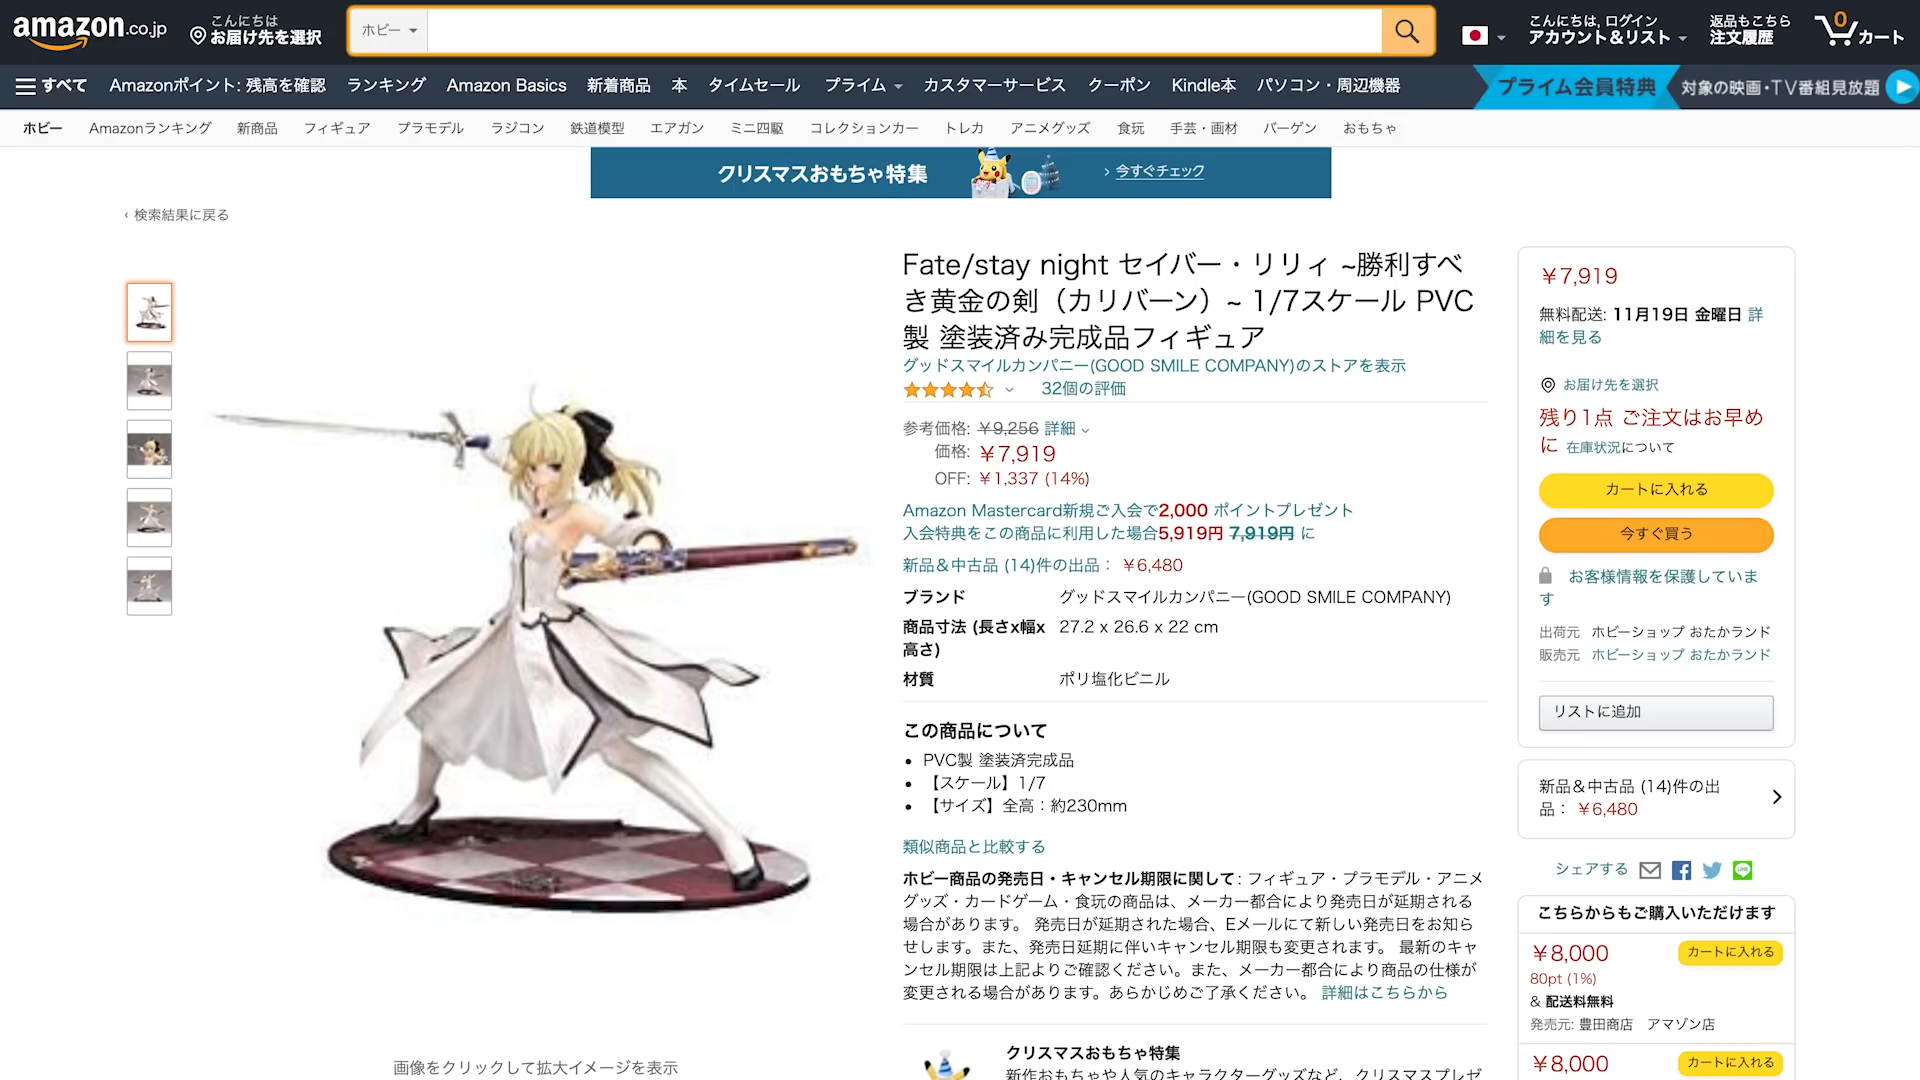 amazon.co.jp
こんにちは
お届け先を選択
ホビー
こんにちは, ログイン
アカウント＆リスト
返品もこちら
注文履歴
0
カート
すべて
Amazonポイント: 残高を確認
ランキング
Amazon Basics
新着商品
本
タイムセール
プライム
カスタマーサービス
クーポン
Kindle本
パソコン・周辺機器
プライム会員特典
対象の映画・TV番組見放題
ホビー
Amazonランキング
新商品
フィギュア
プラモデル
ラジコン
鉄道模型
エアガン
ミニ四駆
コレクションカー
トレカ
アニメグッズ
食玩
手芸・画材
バーゲン
おもちゃ
クリスマスおもちゃ特集
› 今すぐチェック
‹ 検索結果に戻る
Fate/stay night セイバー・リリィ ~勝利すべ
き黄金の剣（カリバーン）~ 1/7スケール PVC
製 塗装済み完成品フィギュア
グッドスマイルカンパニー(GOOD SMILE COMPANY)のストアを表示
32個の評価
参考価格: ￥9,256 詳細
価格: ￥7,919
OFF: ￥1,337 (14%)
Amazon Mastercard新規ご入会で2,000 ポイントプレゼント
入会特典をこの商品に利用した場合5,919円 7,919円 に
新品＆中古品 (14)件の出品： ￥6,480
ブランド グッドスマイルカンパニー(GOOD SMILE COMPANY)
商品寸法 (長さx幅x 27.2 x 26.6 x 22 cm
高さ)
材質 ポリ塩化ビニル
この商品について
• PVC製 塗装済完成品
• 【スケール】1/7
• 【サイズ】全高：約230mm
類似商品と比較する
ホビー商品の発売日・キャンセル期限に関して: フィギュア・プラモデル・アニメ
グッズ・カードゲーム・食玩の商品は、メーカー都合により発売日が延期される
場合があります。 発売日が延期された場合、Eメールにて新しい発売日をお知ら
せします。また、発売日延期に伴いキャンセル期限も変更されます。 最新のキャ
ンセル期限は上記よりご確認ください。また、メーカー都合により商品の仕様が
変更される場合があります。あらかじめご了承ください。 詳細はこちらから
クリスマスおもちゃ特集
新作おもちゃや人気のキャラクターグッズなど、クリスマスプレゼ
画像をクリックして拡大イメージを表示
￥7,919
無料配送: 11月19日 金曜日 詳
細を見る
お届け先を選択
残り1点 ご注文はお早め
に 在庫状況について
カートに入れる
今すぐ買う
お客様情報を保護していま
す
出荷元 ホビーショップ おたかランド
販売元 ホビーショップ おたかランド
リストに追加
新品＆中古品 (14)件の出
品： ￥6,480
シェアする
LINE
こちらからもご購入いただけます
￥8,000
カートに入れる
80pt (1%)
& 配送料無料
発売元: 豊田商店 アマゾン店
￥8,000
カートに入れる